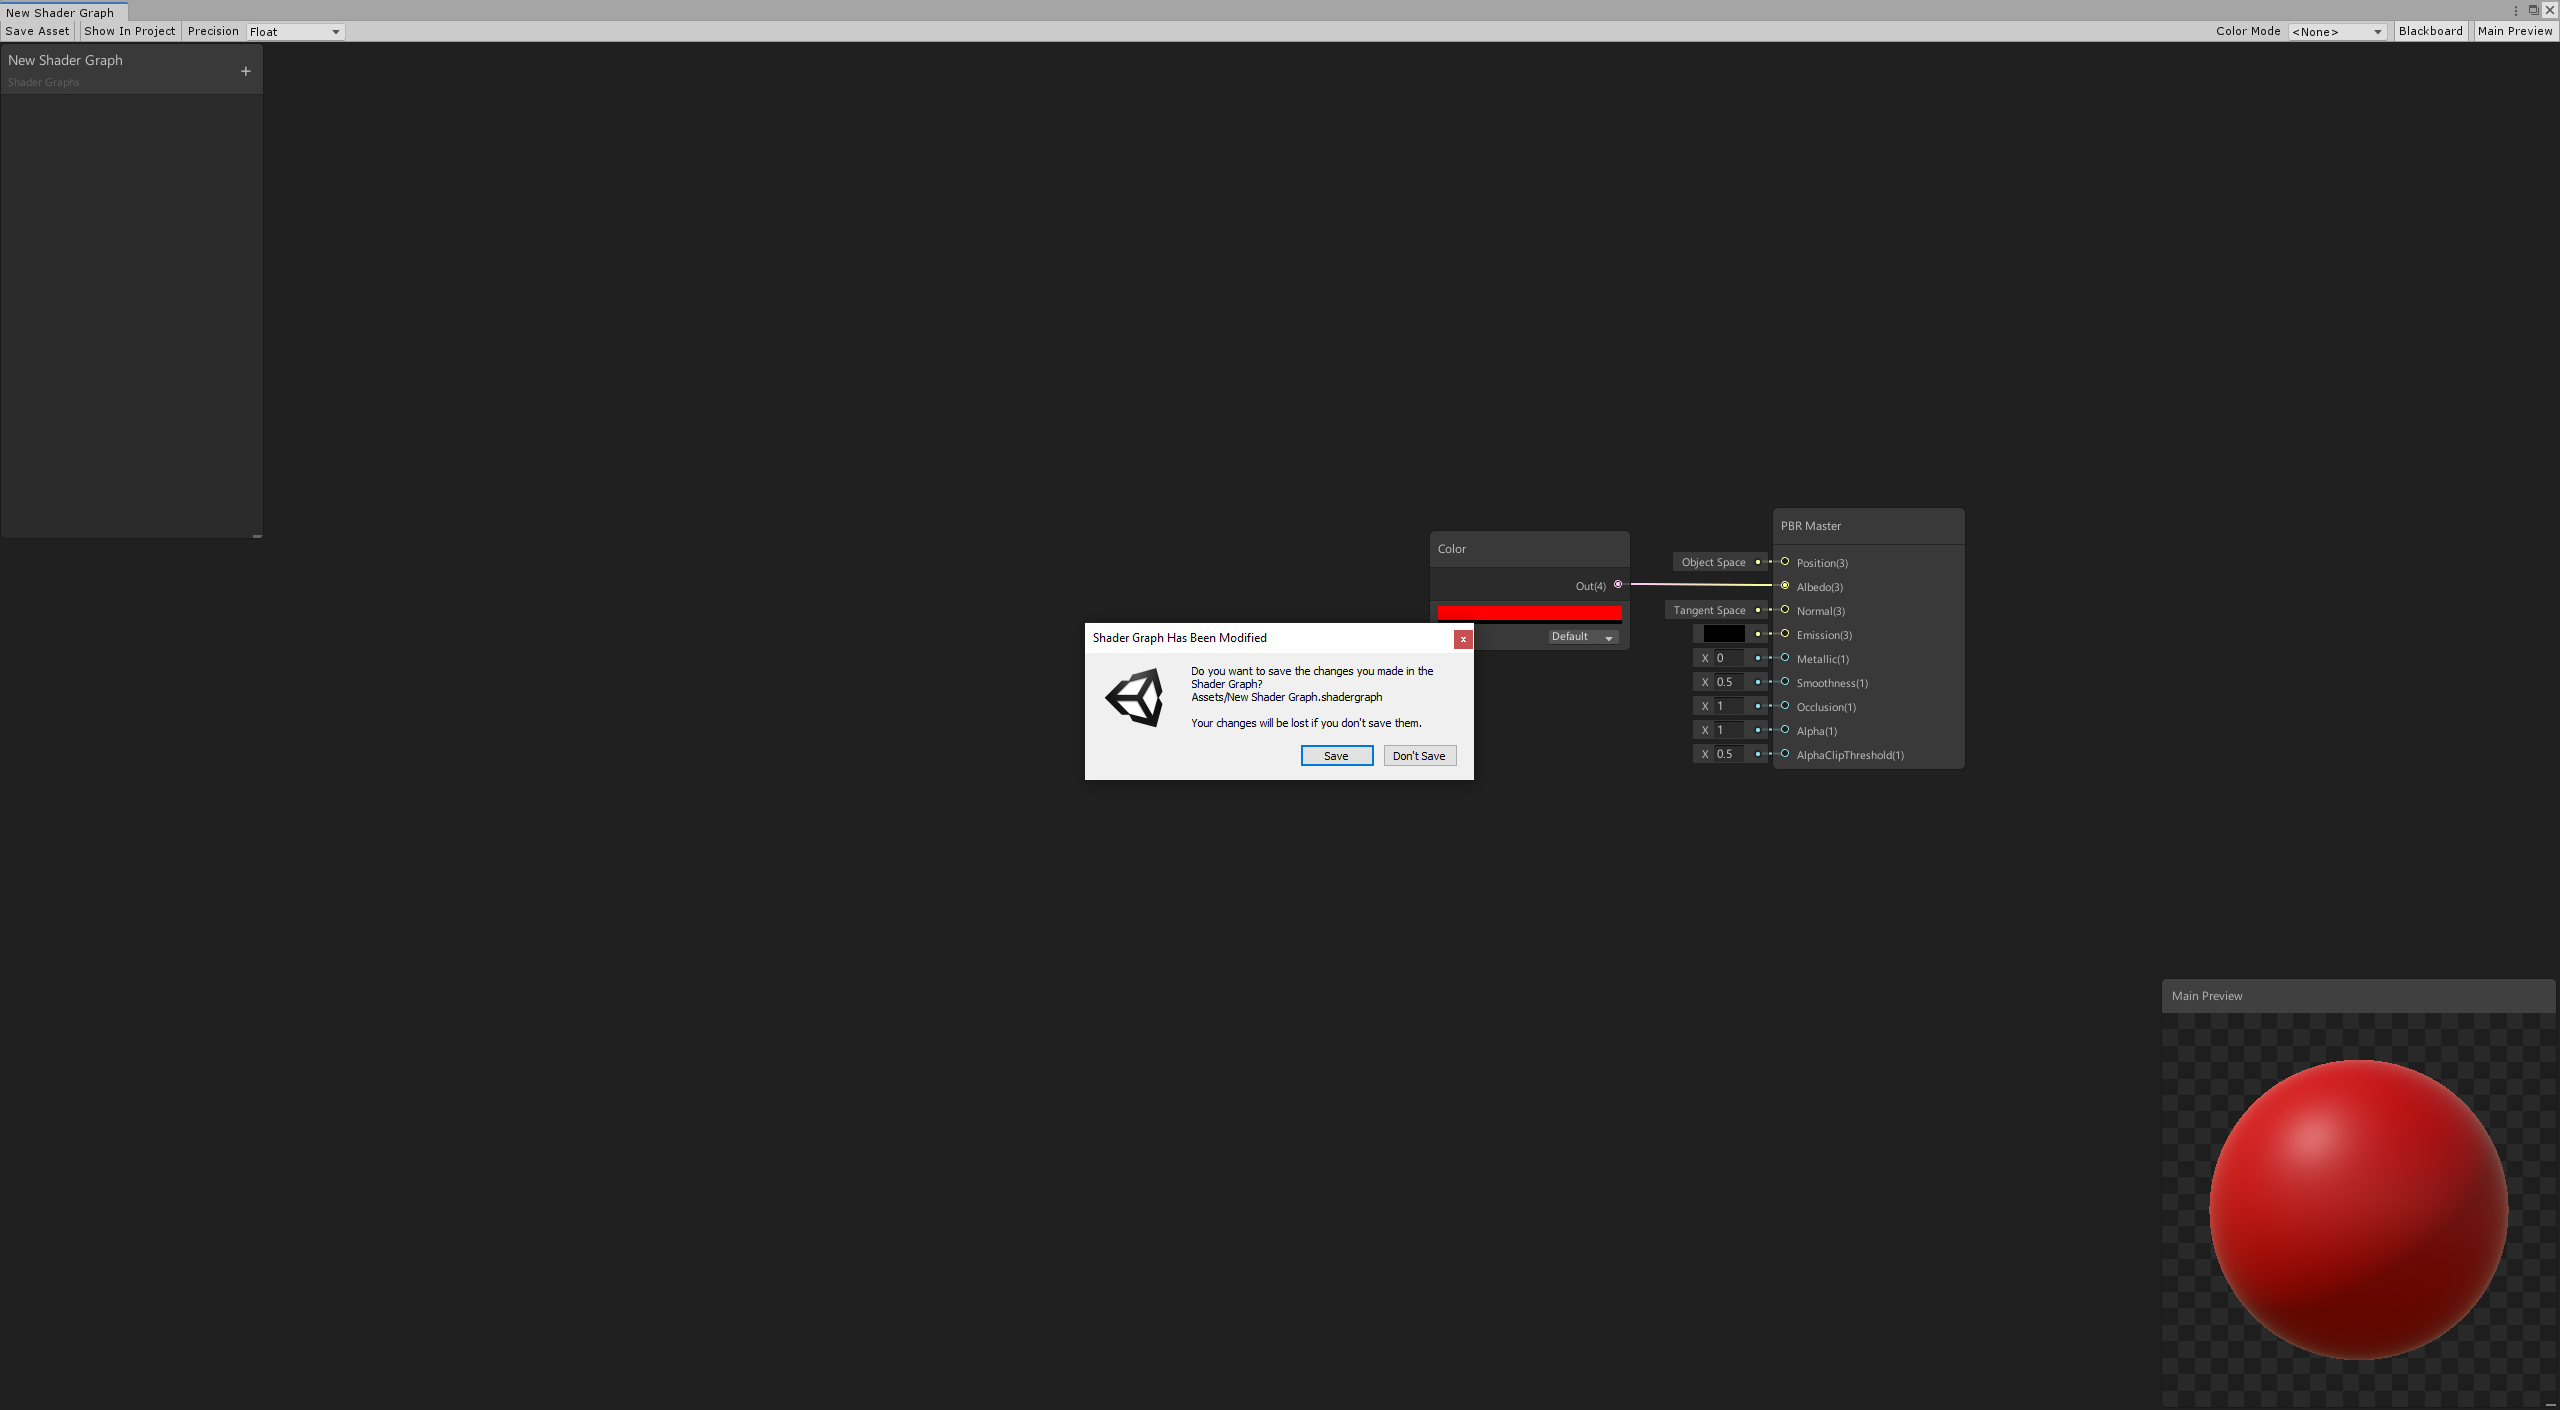 New Shader Graph
Save Asset Show In Project Precision Float Color Mode <None> Blackboard Main Preview
New Shader Graph
+
Shader Graphs
Color
Out(4)
Default
PBR Master
Object Space Position(3)
Albedo(3)
Tangent Space Normal(3)
Emission(3)
X 0 Metallic(1)
X 0.5 Smoothness(1)
X 1 Occlusion(1)
X 1 Alpha(1)
X 0.5 AlphaClipThreshold(1)
Shader Graph Has Been Modified
x
Do you want to save the changes you made in the
Shader Graph?
Assets/New Shader Graph.shadergraph
Your changes will be lost if you don't save them.
Save Don't Save
Main Preview